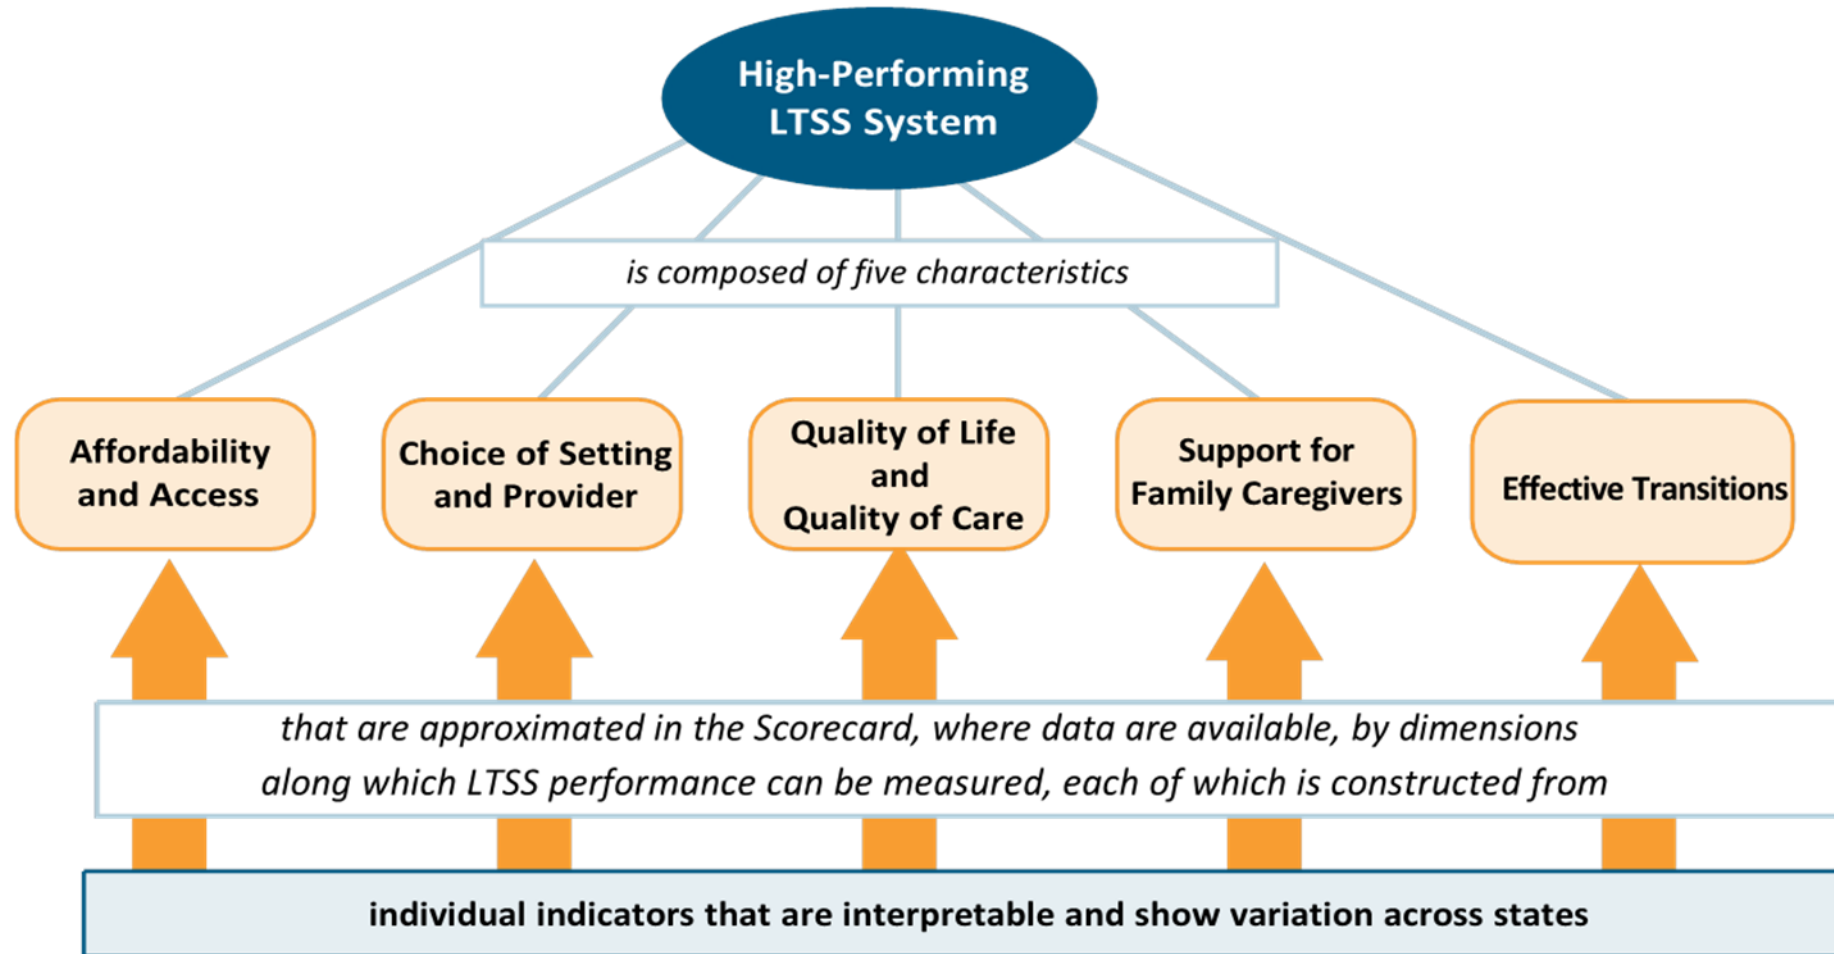 High-Performing
LTSS System
is composed of five characteristics
Affordability
and Access
Choice of Setting
and Provider
Quality of Life
and
Quality of Care
Support for
Family Caregivers
Effective Transitions
that are approximated in the Scorecard, where data are available, by dimensions
along which LTSS performance can be measured, each of which is constructed from
individual indicators that are interpretable and show variation across states